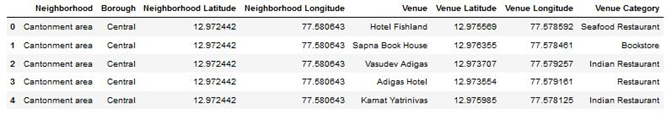 Neighborhood Borough Neighborhood Latitude Neighborhood Longitude Venue Venue Latitude Venue Longitude Venue Category
0 Cantonment area Central 12.972442 77.580643 Hotel Fishland 12.975569 77.578592 Seafood Restaurant
1 Cantonment area Central 12.972442 77.580643 Sapna Book House 12.976355 77.578461 Bookstore
2 Cantonment area Central 12.972442 77.580643 Vasudev Adigas 12.973707 77.579257 Indian Restaurant
3 Cantonment area Central 12.972442 77.580643 Adigas Hotel 12.973554 77.579161 Restaurant
4 Cantonment area Central 12.972442 77.580643 Kamat Yatrinivas 12.975985 77.578125 Indian Restaurant